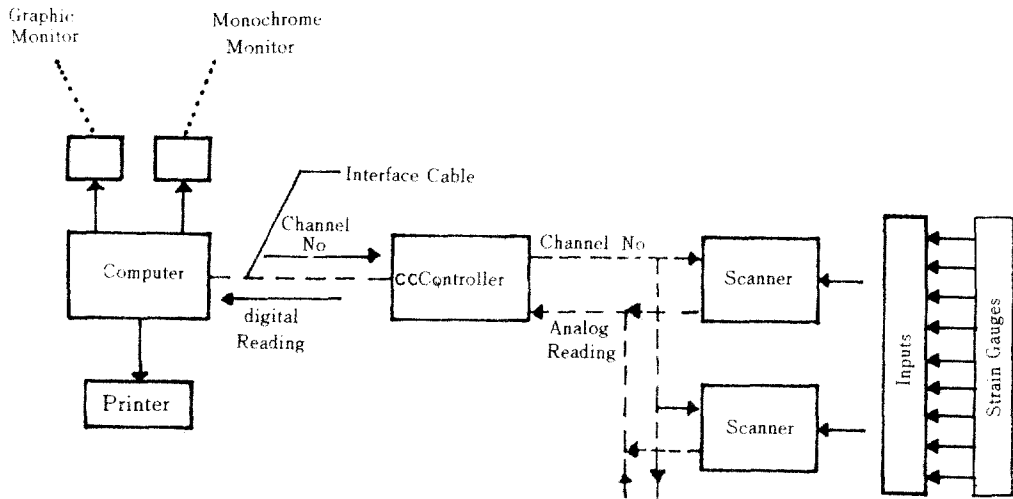 Graphic
Monitor
Monochrome
Monitor
Interface Cable
Channel
No
Computer
CCController
digital
Reading
Printer
Channel No
Analog
Reading
Scanner
Scanner
Inputs
Strain Gauges